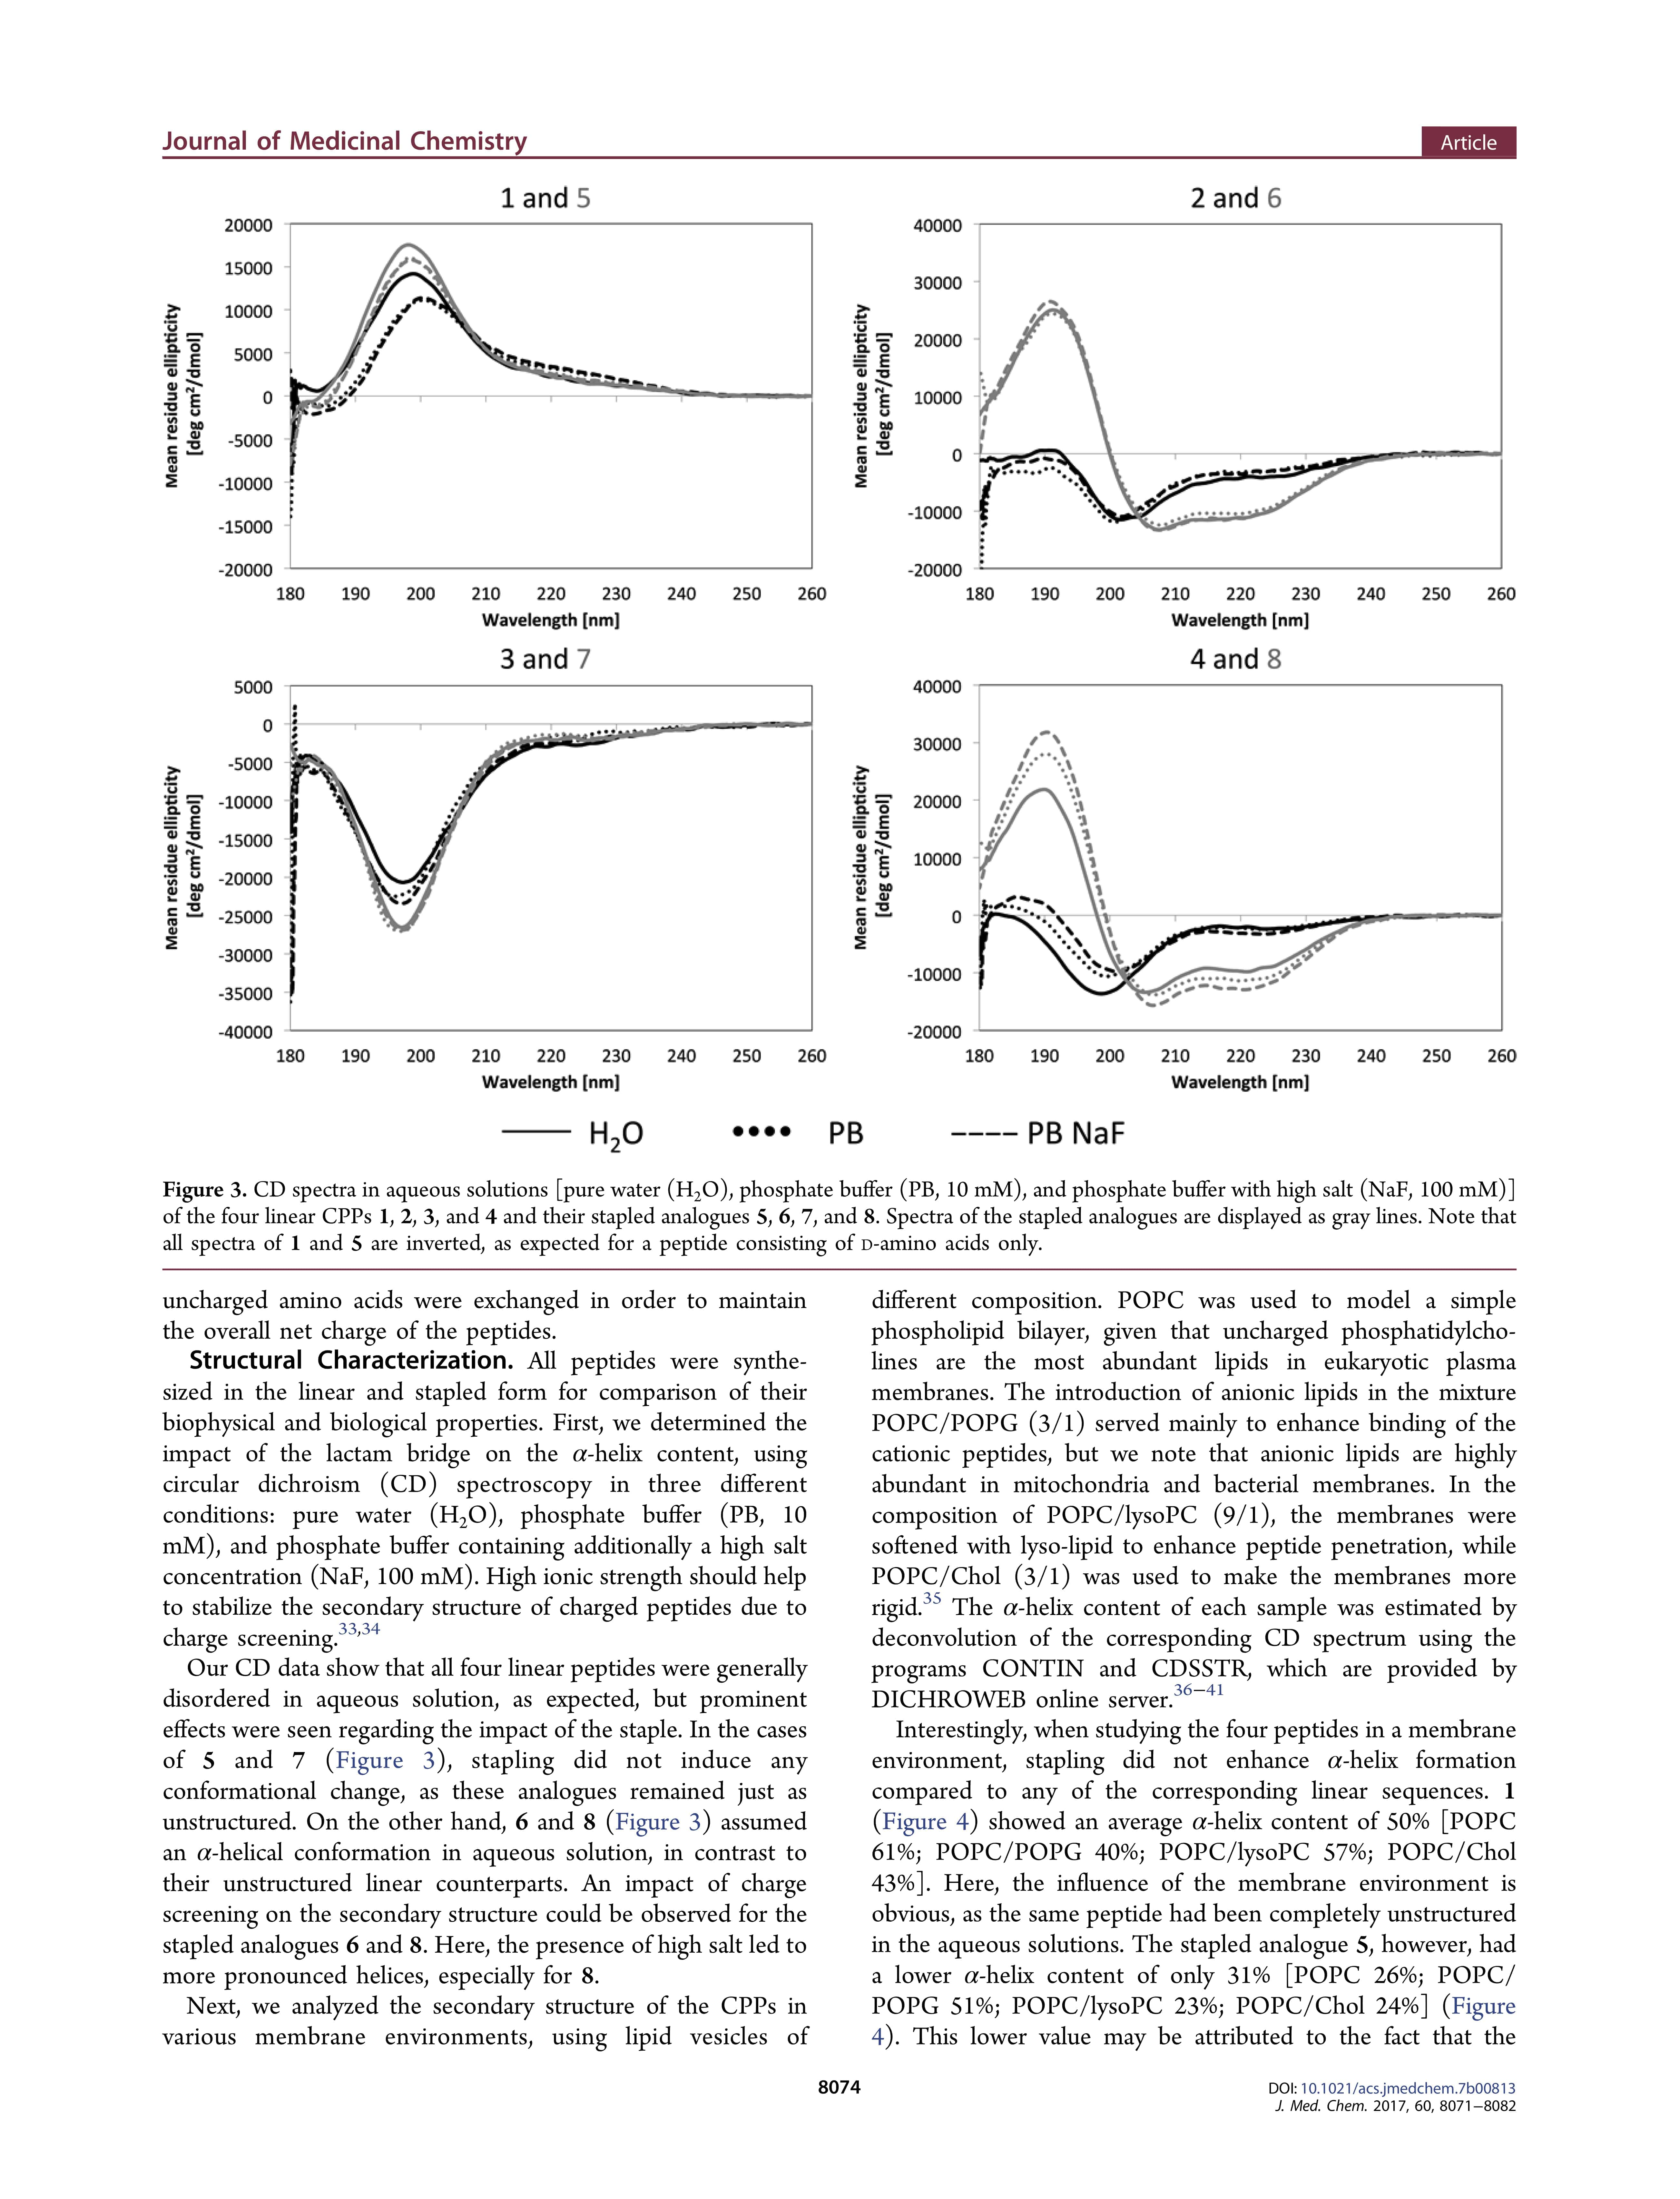 Journal of Medicinal Chemistry
Article
1 and 5
20000
15000
10000
5000
0
-5000
-10000
-15000
-20000
Mean residue ellipticity
[deg cm²/dmol]
180 190 200 210 220 230 240 250 260
Wavelength [nm]
2 and 6
40000
30000
20000
10000
0
-10000
-20000
Mean residue ellipticity
[deg cm²/dmol]
180 190 200 210 220 230 240 250 260
Wavelength [nm]
3 and 7
5000
0
-5000
-10000
-15000
-20000
-25000
-30000
-35000
-40000
Mean residue ellipticity
[deg cm²/dmol]
180 190 200 210 220 230 240 250 260
Wavelength [nm]
4 and 8
40000
30000
20000
10000
0
-10000
-20000
Mean residue ellipticity
[deg cm²/dmol]
180 190 200 210 220 230 240 250 260
Wavelength [nm]
H₂O PB PB NaF
Figure 3. CD spectra in aqueous solutions [pure water (H₂O), phosphate buffer (PB, 10 mM), and phosphate buffer with high salt (NaF, 100 mM)]
of the four linear CPPs 1, 2, 3, and 4 and their stapled analogues 5, 6, 7, and 8. Spectra of the stapled analogues are displayed as gray lines. Note that
all spectra of 1 and 5 are inverted, as expected for a peptide consisting of D-amino acids only.
uncharged amino acids were exchanged in order to maintain
the overall net charge of the peptides.
Structural Characterization. All peptides were synthe-
sized in the linear and stapled form for comparison of their
biophysical and biological properties. First, we determined the
impact of the lactam bridge on the α-helix content, using
circular dichroism (CD) spectroscopy in three different
conditions: pure water (H₂O), phosphate buffer (PB, 10
mM), and phosphate buffer containing additionally a high salt
concentration (NaF, 100 mM). High ionic strength should help
to stabilize the secondary structure of charged peptides due to
charge screening.³³,³⁴
Our CD data show that all four linear peptides were generally
disordered in aqueous solution, as expected, but prominent
effects were seen regarding the impact of the staple. In the cases
of 5 and 7 (Figure 3), stapling did not induce any
conformational change, as these analogues remained just as
unstructured. On the other hand, 6 and 8 (Figure 3) assumed
an α-helical conformation in aqueous solution, in contrast to
their unstructured linear counterparts. An impact of charge
screening on the secondary structure could be observed for the
stapled analogues 6 and 8. Here, the presence of high salt led to
more pronounced helices, especially for 8.
Next, we analyzed the secondary structure of the CPPs in
various membrane environments, using lipid vesicles of
different composition. POPC was used to model a simple
phospholipid bilayer, given that uncharged phosphatidylcho-
lines are the most abundant lipids in eukaryotic plasma
membranes. The introduction of anionic lipids in the mixture
POPC/POPG (3/1) served mainly to enhance binding of the
cationic peptides, but we note that anionic lipids are highly
abundant in mitochondria and bacterial membranes. In the
composition of POPC/lysoPC (9/1), the membranes were
softened with lyso-lipid to enhance peptide penetration, while
POPC/Chol (3/1) was used to make the membranes more
rigid.³⁵ The α-helix content of each sample was estimated by
deconvolution of the corresponding CD spectrum using the
programs CONTIN and CDSSTR, which are provided by
DICHROWEB online server.³⁶⁻⁴¹
Interestingly, when studying the four peptides in a membrane
environment, stapling did not enhance α-helix formation
compared to any of the corresponding linear sequences. 1
(Figure 4) showed an average α-helix content of 50% [POPC
61%; POPC/POPG 40%; POPC/lysoPC 57%; POPC/Chol
43%]. Here, the influence of the membrane environment is
obvious, as the same peptide had been completely unstructured
in the aqueous solutions. The stapled analogue 5, however, had
a lower α-helix content of only 31% [POPC 26%; POPC/
POPG 51%; POPC/lysoPC 23%; POPC/Chol 24%] (Figure
4). This lower value may be attributed to the fact that the
8074
DOI: 10.1021/acs.jmedchem.7b00813
J. Med. Chem. 2017, 60, 8071−8082